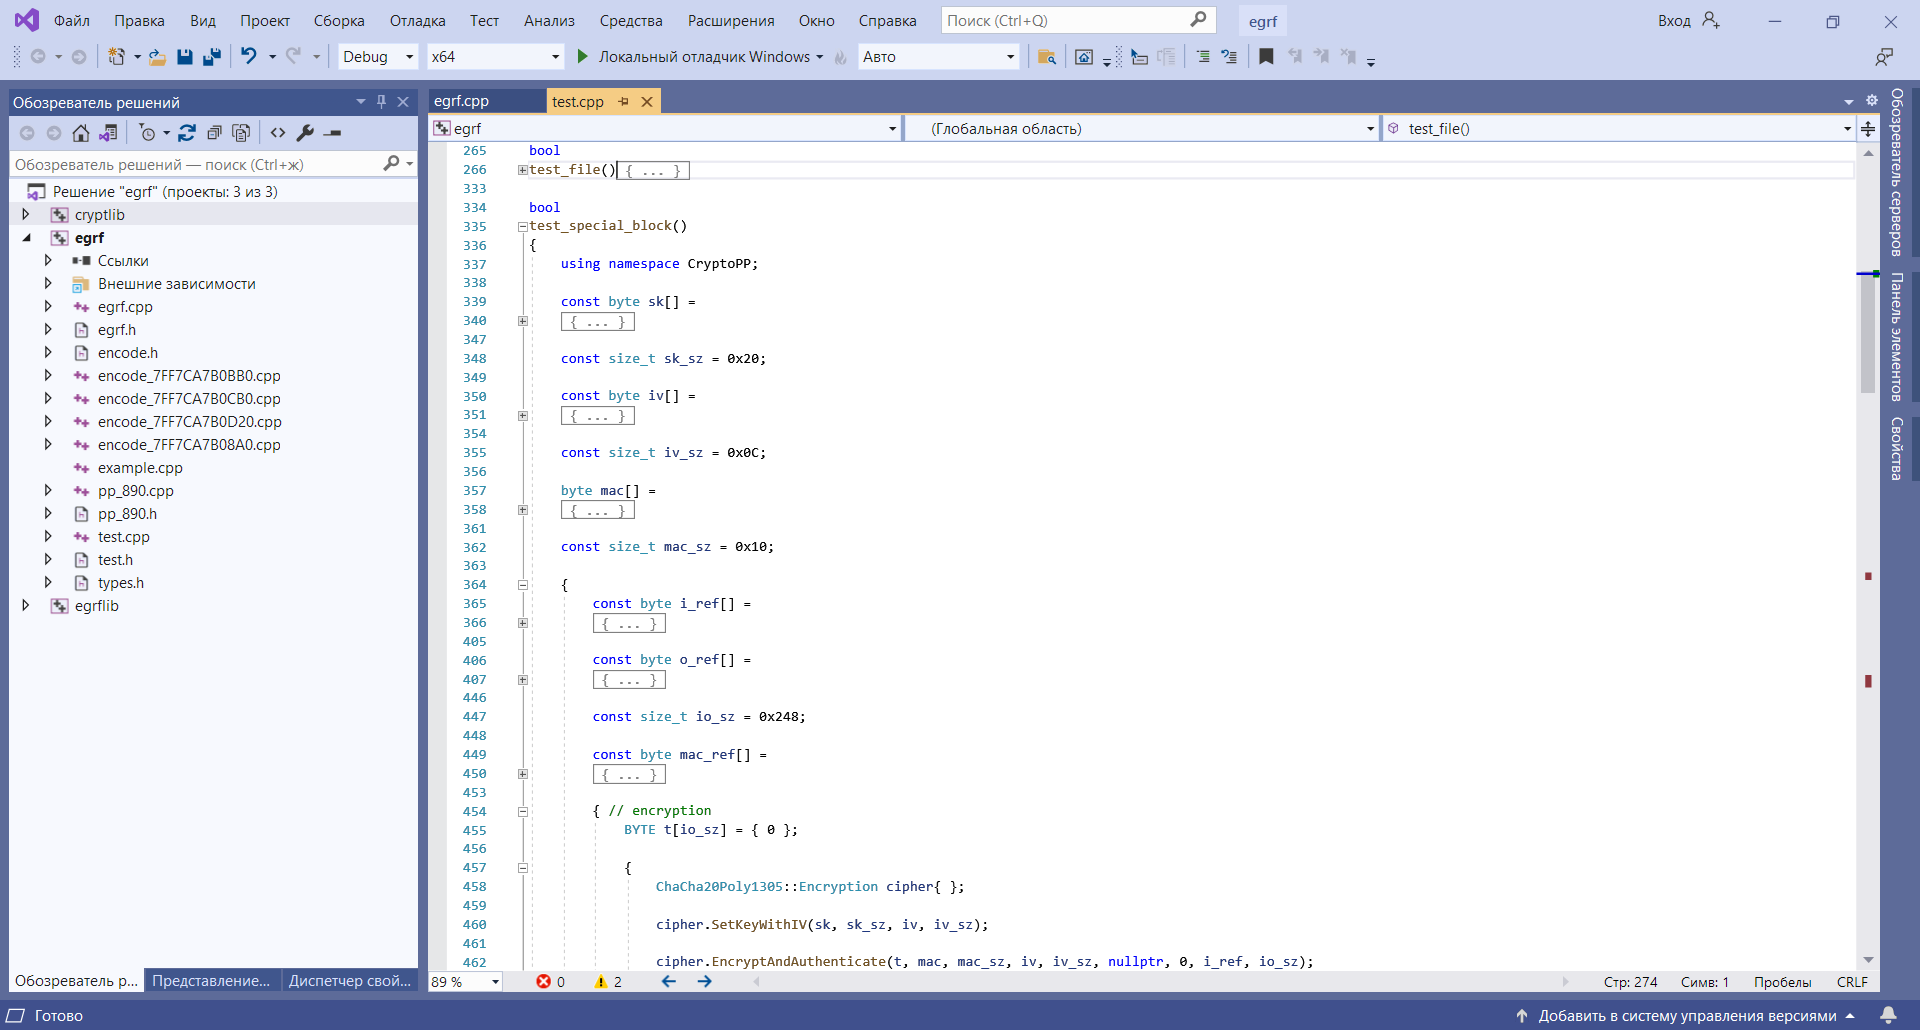 Файл Правка Вид Проект Сборка Отладка Тест Анализ Средства Расширения Окно Справка Поиск (Ctrl+Q) egrf Вход
Debug x64 Локальный отладчик Windows Авто
Обозреватель решений
Обозреватель решений — поиск (Ctrl+ж)
Решение "egrf" (проекты: 3 из 3)
cryptlib
egrf
Ссылки
Внешние зависимости
egrf.cpp
egrf.h
encode.h
encode_7FF7CA7B0BB0.cpp
encode_7FF7CA7B0CB0.cpp
encode_7FF7CA7B0D20.cpp
encode_7FF7CA7B08A0.cpp
example.cpp
pp_890.cpp
pp_890.h
test.cpp
test.h
types.h
egrflib
Обозреватель р... Представление... Диспетчер свой...
egrf.cpp test.cpp
egrf (Глобальная область) test_file()
265 bool
266 test_file() { ... }
333
334 bool
335 test_special_block()
336 {
337 using namespace CryptoPP;
338
339 const byte sk[] =
340 { ... }
347
348 const size_t sk_sz = 0x20;
349
350 const byte iv[] =
351 { ... }
354
355 const size_t iv_sz = 0x0C;
356
357 byte mac[] =
358 { ... }
361
362 const size_t mac_sz = 0x10;
363
364 {
365 const byte i_ref[] =
366 { ... }
405
406 const byte o_ref[] =
407 { ... }
446
447 const size_t io_sz = 0x248;
448
449 const byte mac_ref[] =
450 { ... }
453
454 { // encryption
455 BYTE t[io_sz] = { 0 };
456
457 {
458 ChaCha20Poly1305::Encryption cipher{ };
459
460 cipher.SetKeyWithIV(sk, sk_sz, iv, iv_sz);
461
462 cipher.EncryptAndAuthenticate(t, mac, mac_sz, iv, iv_sz, nullptr, 0, i_ref, io_sz);
89 % 0 2 Стр: 274 Симв: 1 Пробелы CRLF
Обозреватель серверов
Панель элементов
Свойства
Готово Добавить в систему управления версиями